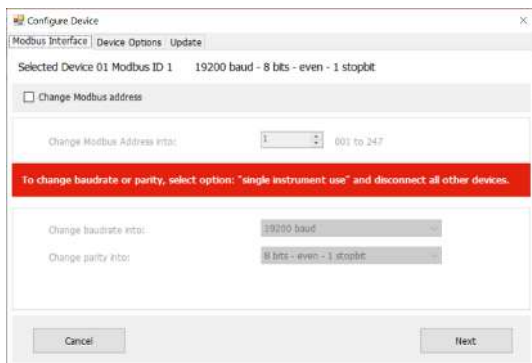 Configure Device
Modbus Interface Device Options Update
Selected Device 01 Modbus ID 1 19200 baud - 8 bits - even - 1 stopbit
Change Modbus address
Change Modbus Address into: 1 001 to 247
To change baudrate or parity, select option: "single instrument use" and disconnect all other devices.
Change baudrate into: 19200 baud
Change parity into: 8 bits - even - 1 stopbit
Cancel Next